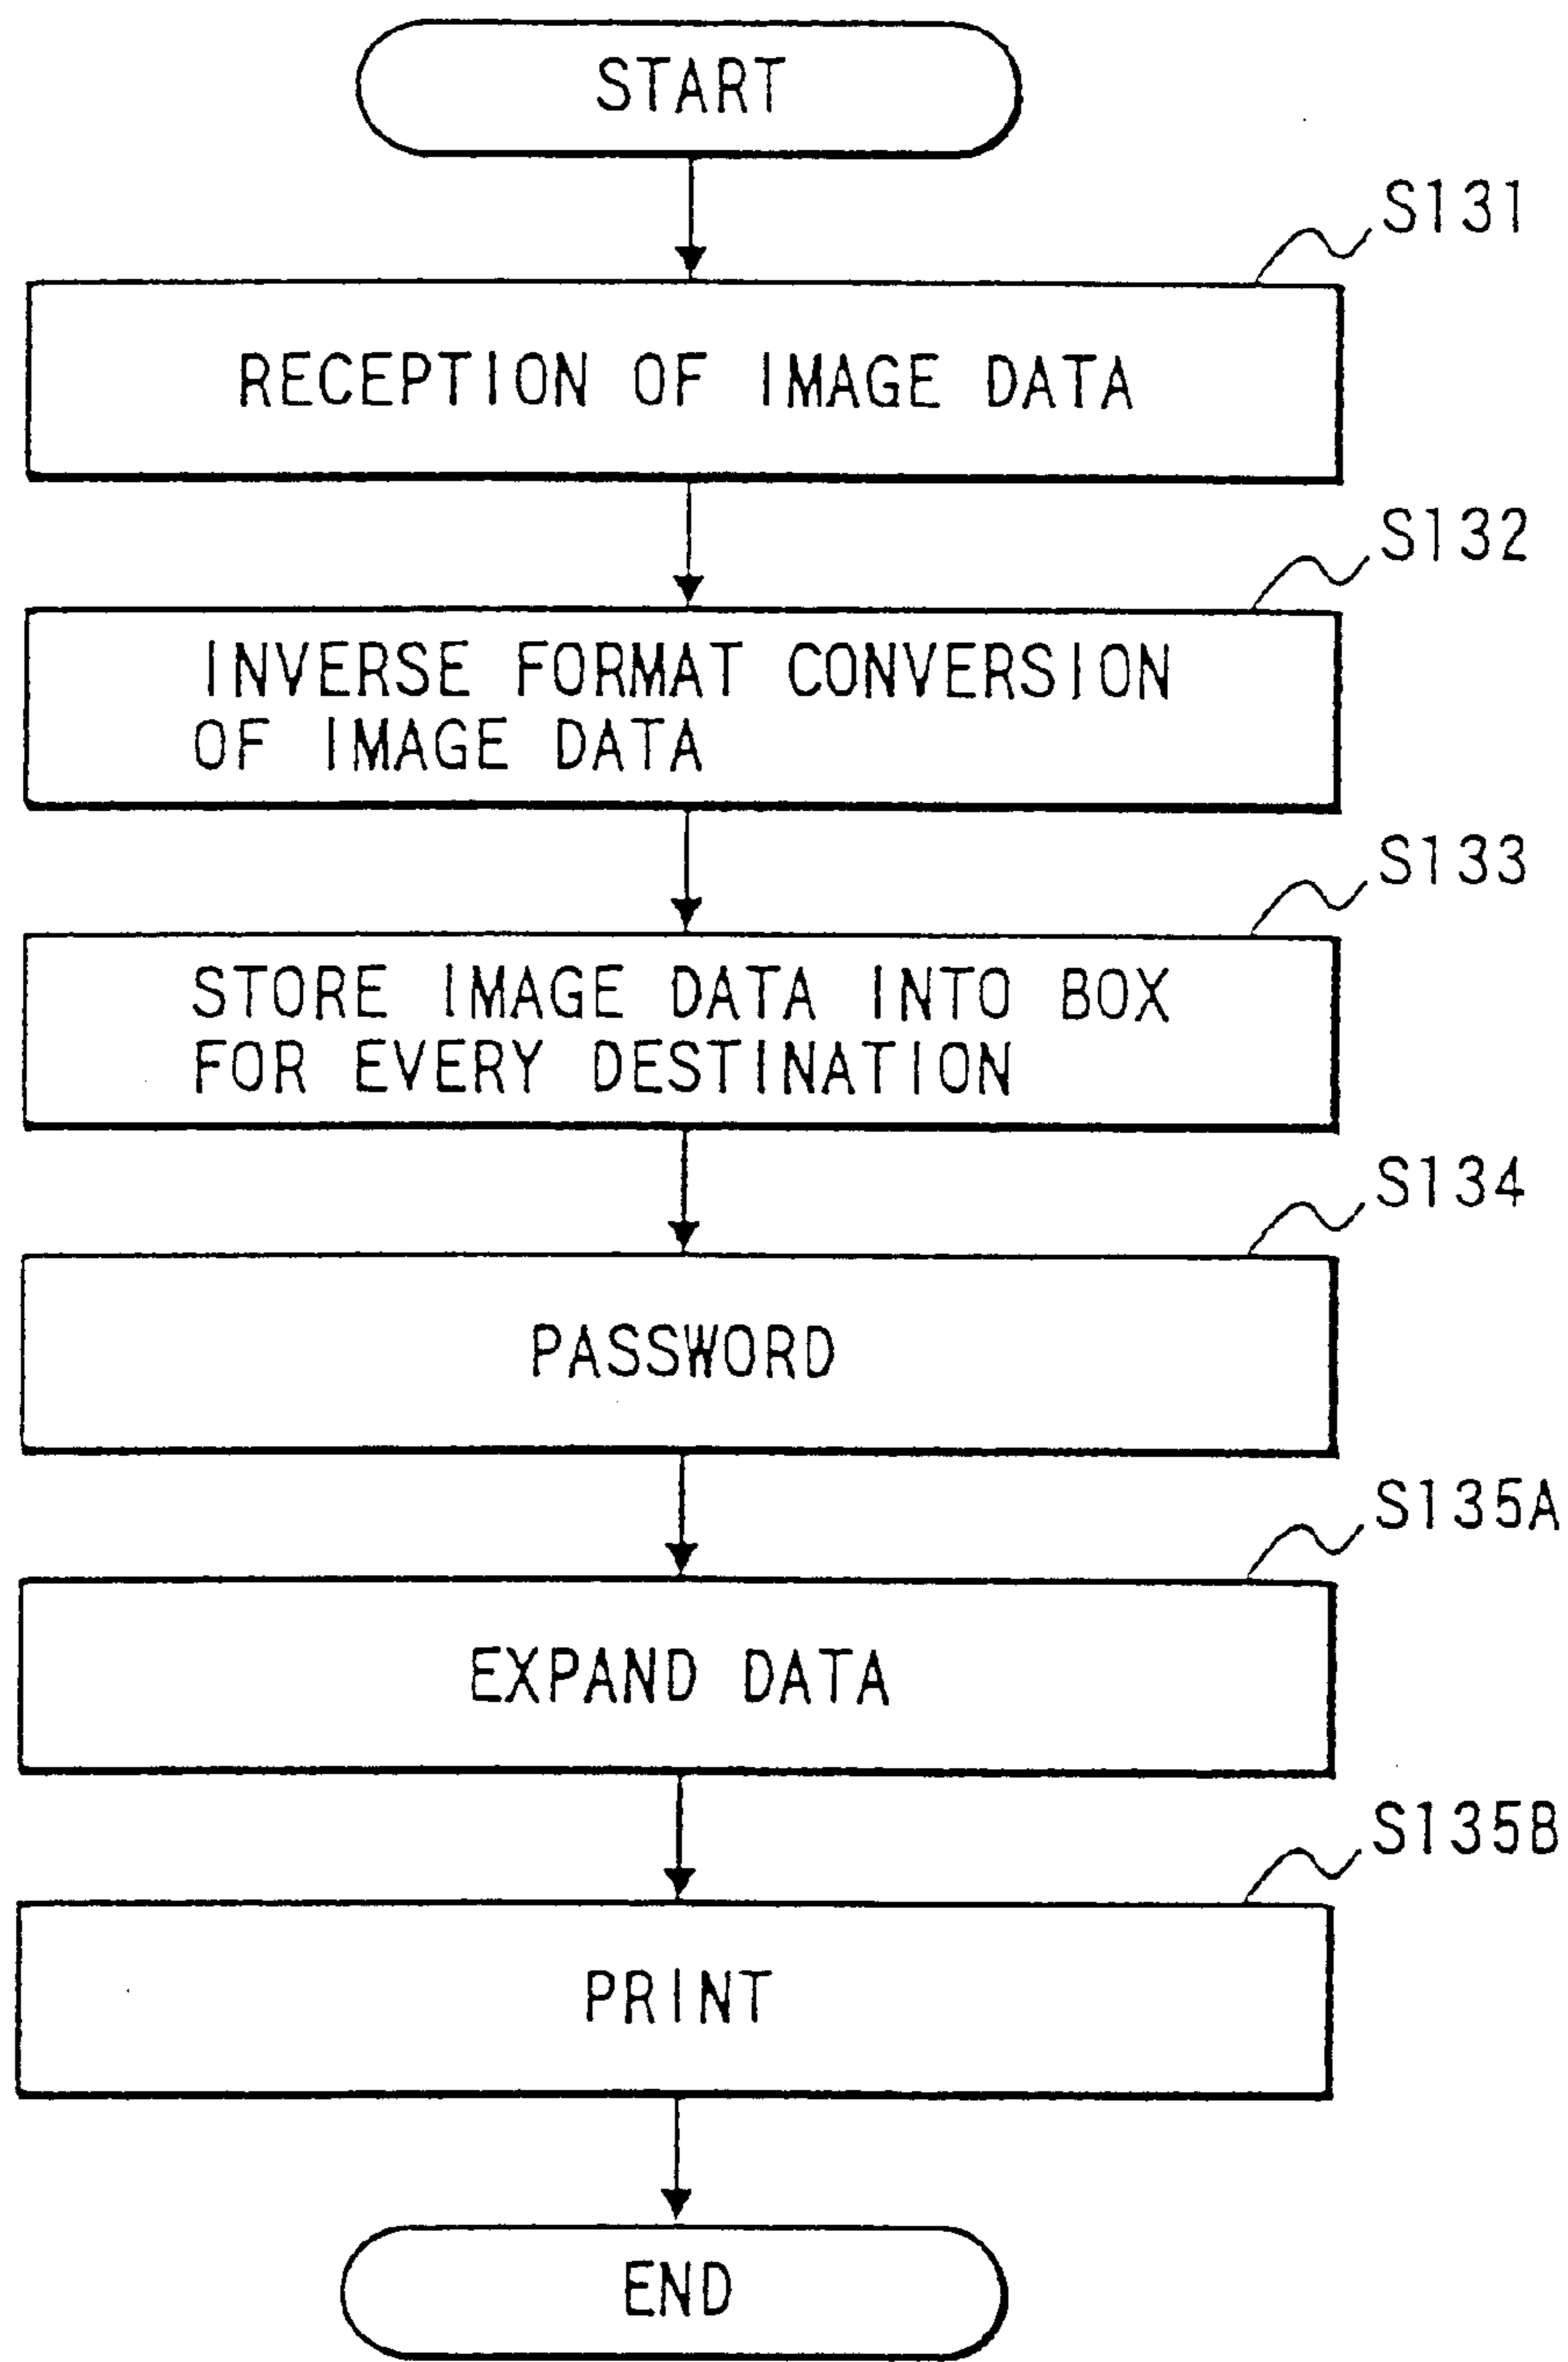 START
S131
RECEPTION OF IMAGE DATA
S132
INVERSE FORMAT CONVERSION
OF IMAGE DATA
S133
STORE IMAGE DATA INTO BOX
FOR EVERY DESTINATION
S134
PASSWORD
S135A
EXPAND DATA
S135B
PRINT
END